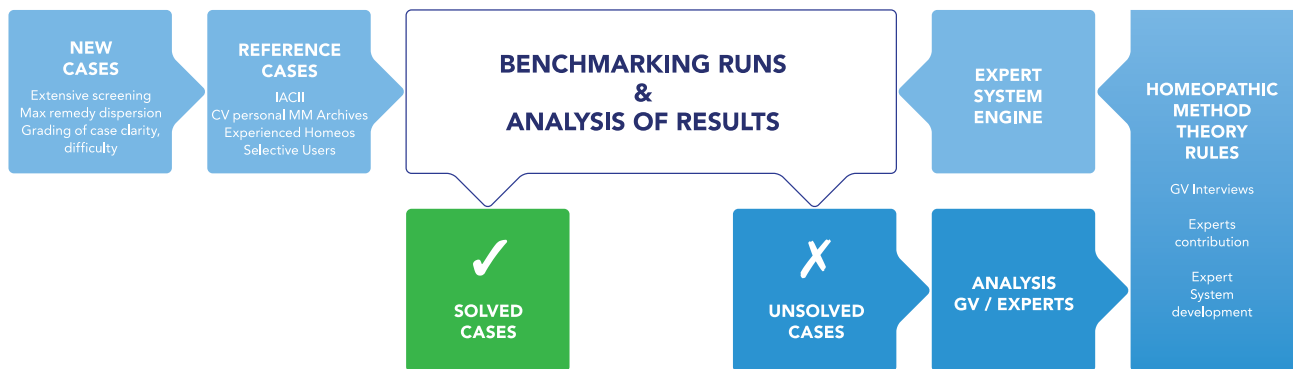 NEW
CASES
Extensive screening
Max remedy dispersion
Grading of case clarity,
difficulty
REFERENCE
CASES
IACII
CV personal MM Archives
Experienced Homeos
Selective Users
BENCHMARKING RUNS
&
ANALYSIS OF RESULTS
EXPERT
SYSTEM
ENGINE
HOMEOPATHIC
METHOD
THEORY
RULES
GV Interviews
Experts
contribution
Expert
System
development
✓
SOLVED
CASES
✗
UNSOLVED
CASES
ANALYSIS
GV / EXPERTS